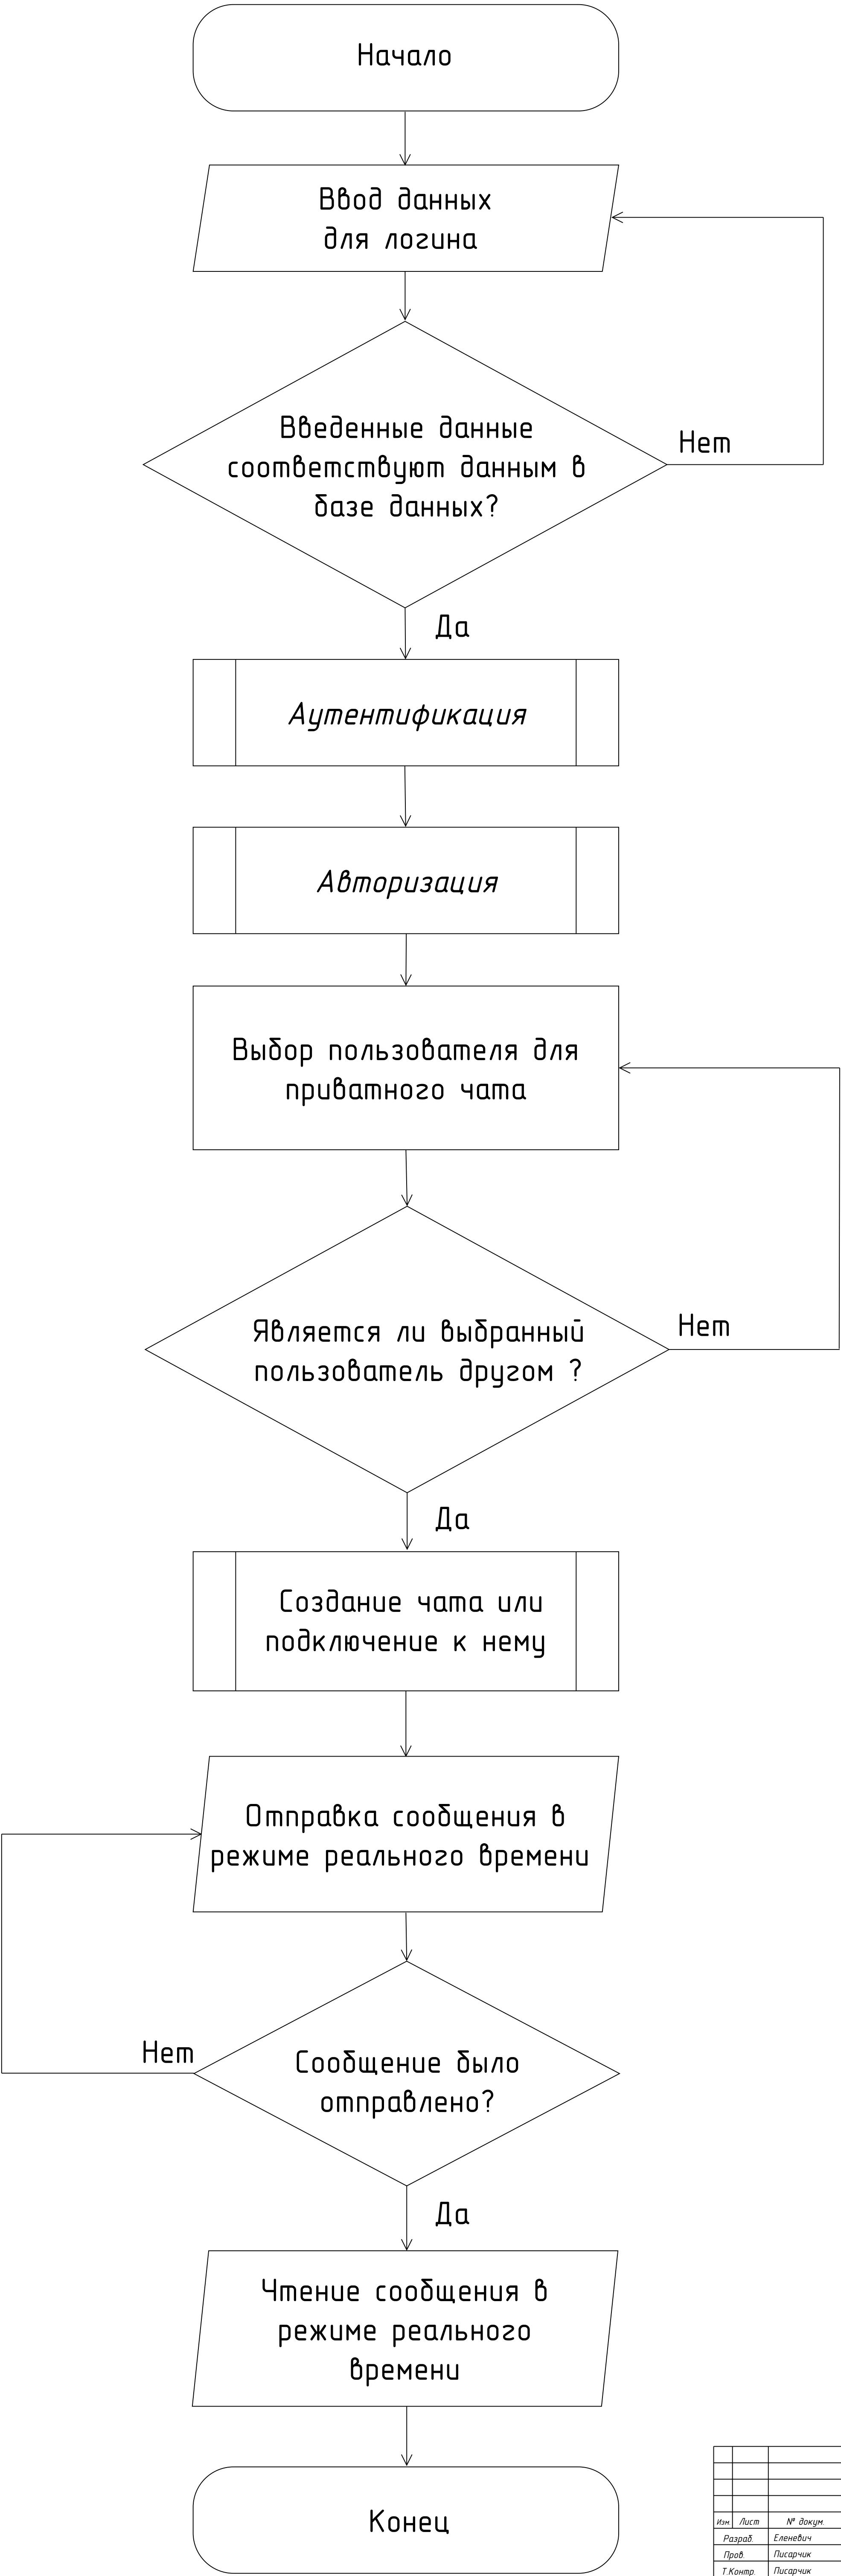 Начало
Ввод данных
для логина
Введенные данные
соответствуют данным в
базе данных?
Нет
Да
Аутентификация
Авторизация
Выбор пользователя для
приватного чата
Является ли выбранный
пользователь другом ?
Нет
Да
Создание чата или
подключение к нему
Отправка сообщения в
режиме реального времени
Сообщение было
отправлено?
Нет
Да
Чтение сообщения в
режиме реального
времени
Конец
Изм. Лист № докум.
Разраб. Еленевич
Пров. Писарчик
Т.Контр. Писарчик